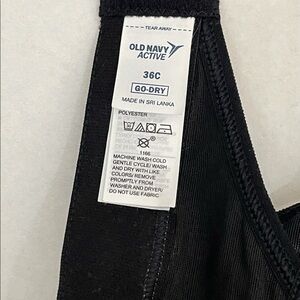 TEAR AWAY
OLD NAVY
ACTIVE
36C
GO-DRY
MADE IN SRI LANKA
POLYESTER
1166
MACHINE WASH COLD
GENTLE CYCLE/ WASH
AND DRY WITH LIKE
COLORS/ REMOVE
PROMPTLY FROM
WASHER AND DRYER/
DO NOT USE FABRIC